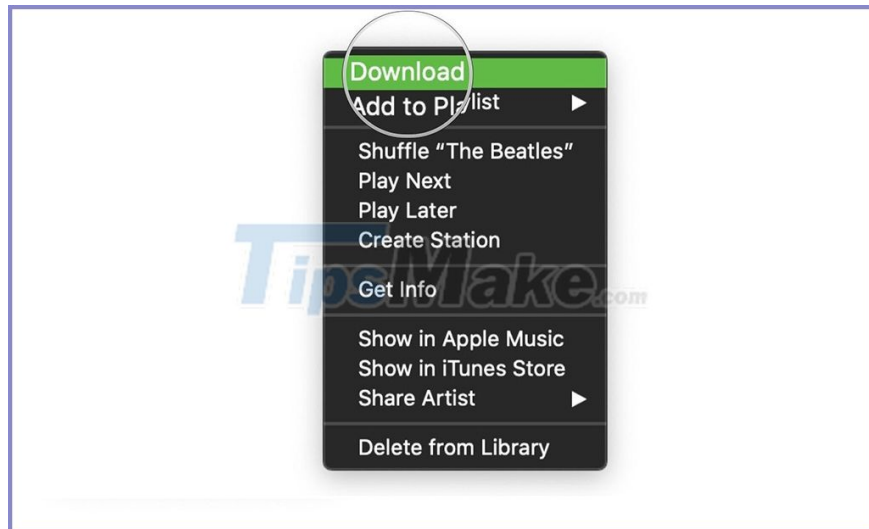 Download
Add to Playlist
Shuffle “The Beatles”
Play Next
Play Later
Create Station
TipsMake.com
Get Info
Show in Apple Music
Show in iTunes Store
Share Artist
Delete from Library